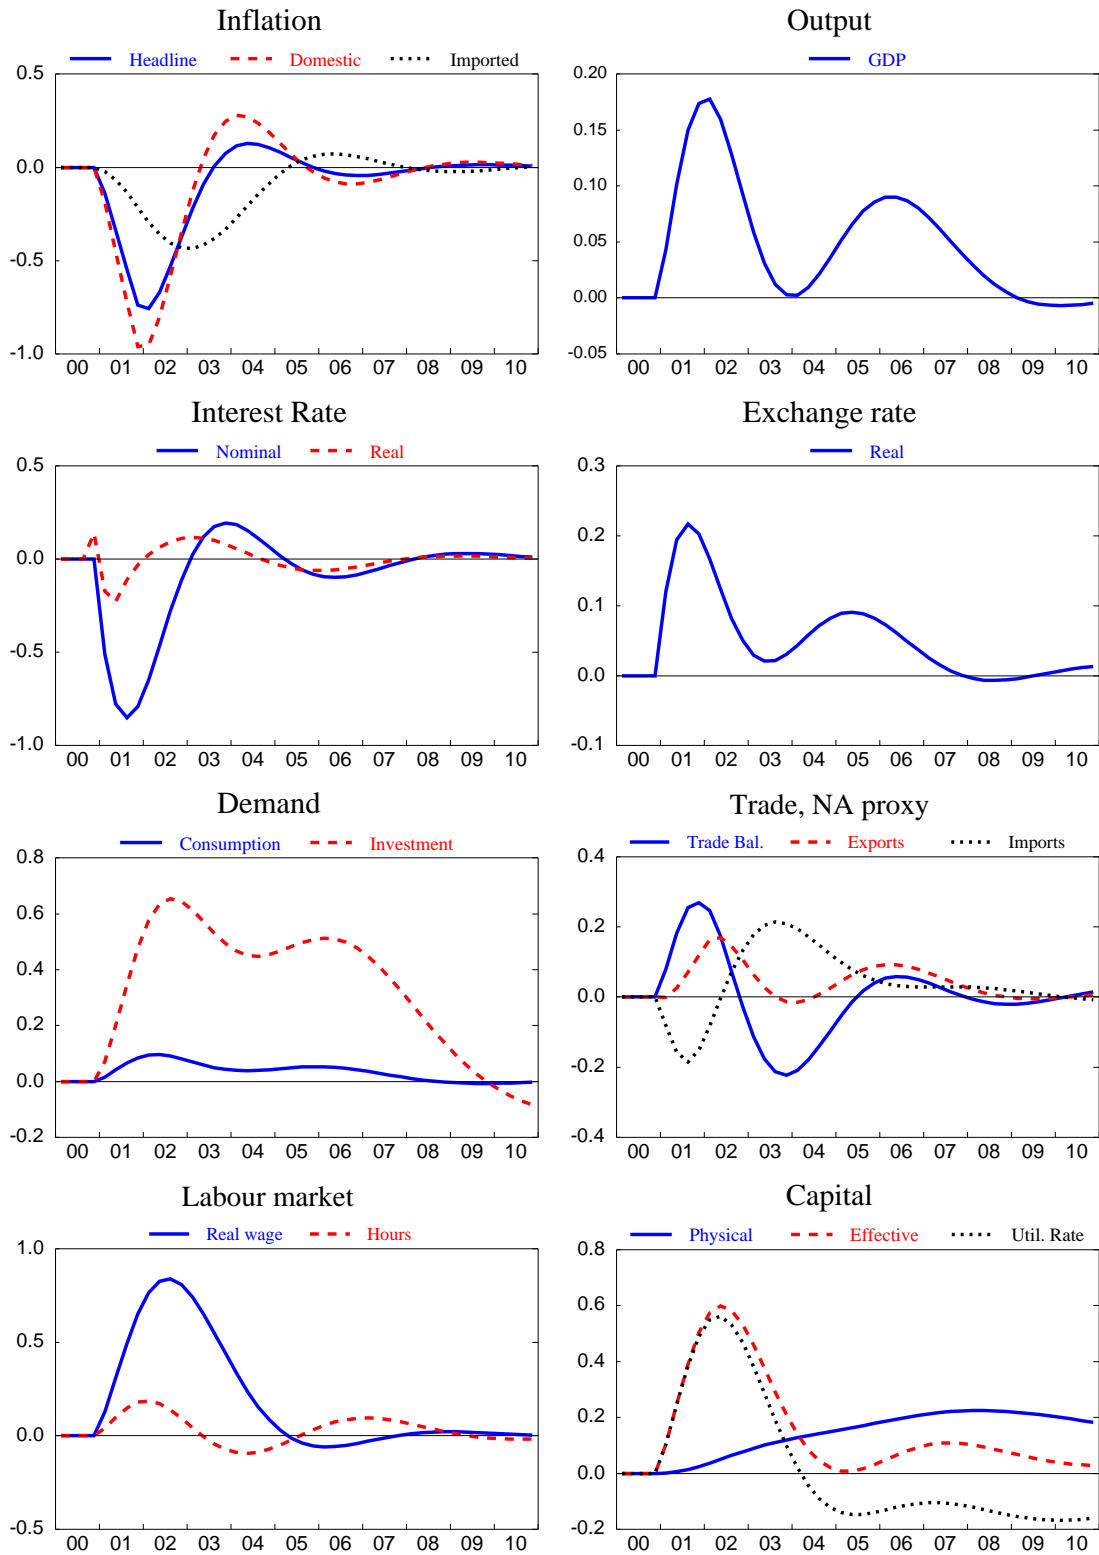 Inflation
Headline Domestic Imported
0.5
0.0
-0.5
-1.0
00 01 02 03 04 05 06 07 08 09 10
Output
GDP
0.20
0.15
0.10
0.05
0.00
-0.05
00 01 02 03 04 05 06 07 08 09 10
Interest Rate
Nominal Real
0.5
0.0
-0.5
-1.0
00 01 02 03 04 05 06 07 08 09 10
Exchange rate
Real
0.3
0.2
0.1
0.0
-0.1
00 01 02 03 04 05 06 07 08 09 10
Demand
Consumption Investment
0.8
0.6
0.4
0.2
0.0
-0.2
00 01 02 03 04 05 06 07 08 09 10
Trade, NA proxy
Trade Bal. Exports Imports
0.4
0.2
0.0
-0.2
-0.4
00 01 02 03 04 05 06 07 08 09 10
Labour market
Real wage Hours
1.0
0.5
0.0
-0.5
00 01 02 03 04 05 06 07 08 09 10
Capital
Physical Effective Util. Rate
0.8
0.6
0.4
0.2
0.0
-0.2
00 01 02 03 04 05 06 07 08 09 10